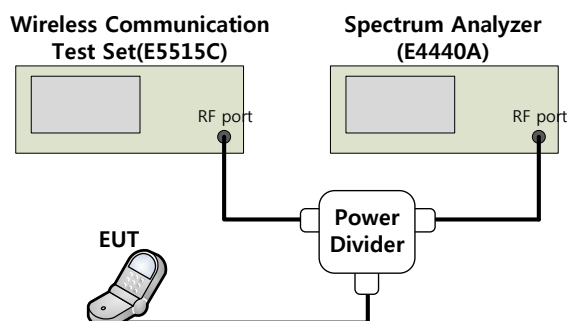 Wireless Communication
Test Set(E5515C)
Spectrum Analyzer
(E4440A)
RF port
RF port
Power
Divider
EUT